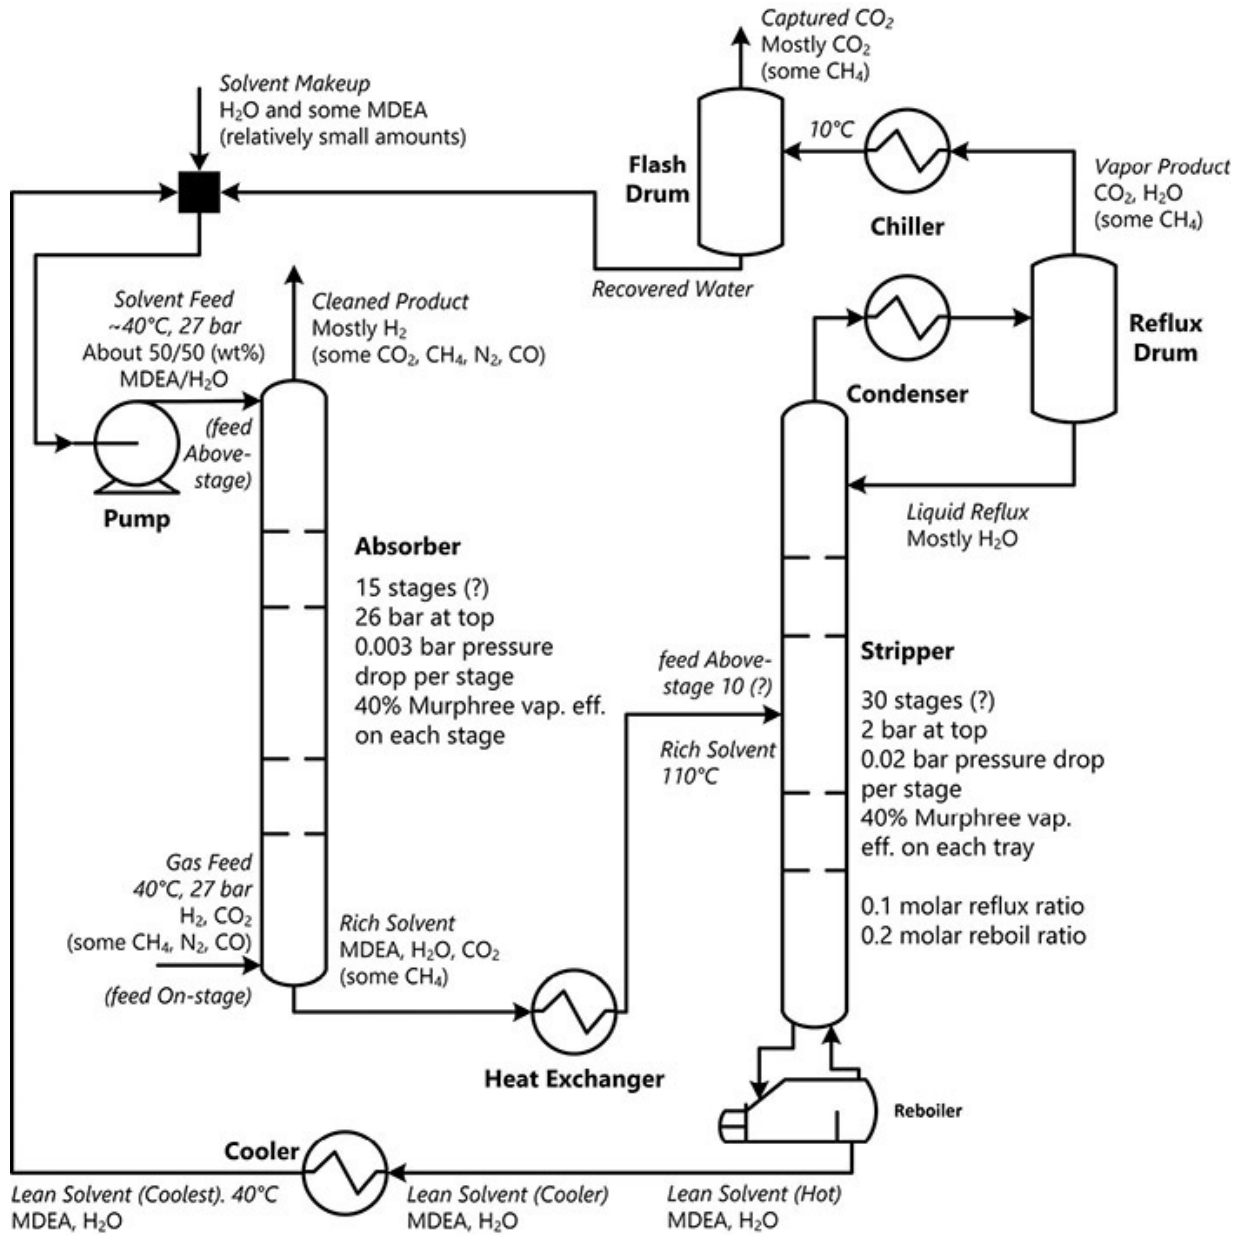 Captured CO₂
Mostly CO₂
(some CH₄)
Solvent Makeup
H₂O and some MDEA
(relatively small amounts)
10°C
Flash
Drum
Chiller
Vapor Product
CO₂, H₂O
(some CH₄)
Recovered Water
Solvent Feed
~40°C, 27 bar
About 50/50 (wt%)
MDEA/H₂O
Cleaned Product
Mostly H₂
(some CO₂, CH₄, N₂, CO)
Reflux
Drum
Condenser
(feed
Above-
stage)
Pump
Liquid Reflux
Mostly H₂O
Absorber
15 stages (?)
26 bar at top
0.003 bar pressure
drop per stage
40% Murphree vap. eff.
on each stage
feed Above-
stage 10 (?)
Rich Solvent
110°C
Stripper
30 stages (?)
2 bar at top
0.02 bar pressure drop
per stage
40% Murphree vap.
eff. on each tray
0.1 molar reflux ratio
0.2 molar reboil ratio
Gas Feed
40°C, 27 bar
H₂, CO₂
(some CH₄, N₂, CO)
(feed On-stage)
Rich Solvent
MDEA, H₂O, CO₂
(some CH₄)
Heat Exchanger
Reboiler
Cooler
Lean Solvent (Coolest). 40°C
MDEA, H₂O
Lean Solvent (Cooler)
MDEA, H₂O
Lean Solvent (Hot)
MDEA, H₂O